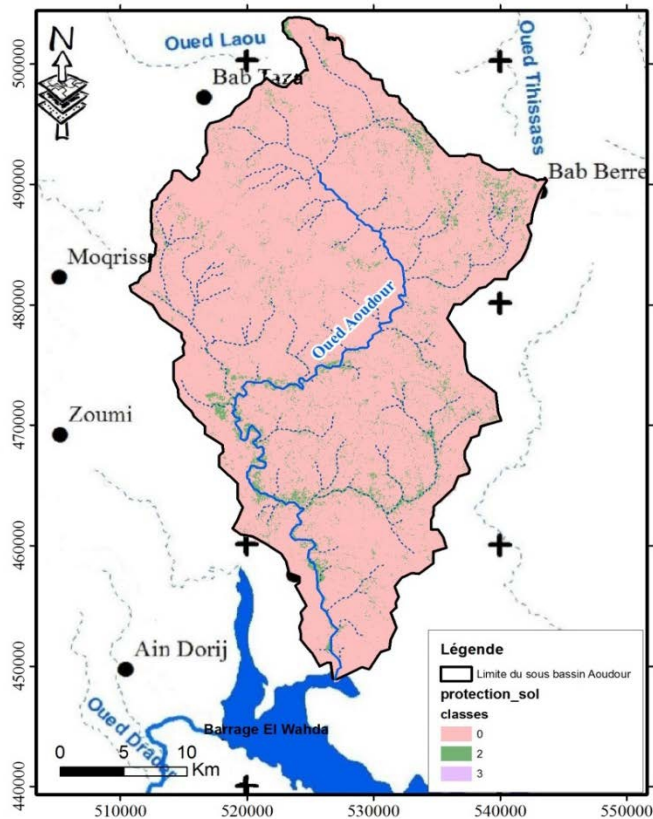 Oued Laou
Bab Taza
Oued Tihissass
Bab Berre
Moqriss
Oued Aoudour
Zoumi
Ain Dorij
Oued Drader
Barrage El Wahda
N
0 5 10
Km
Légende
Limite du sous bassin Aoudour
protection_sol
classes
0
2
3
500000
490000
480000
470000
460000
450000
440000
510000 520000 530000 540000 550000